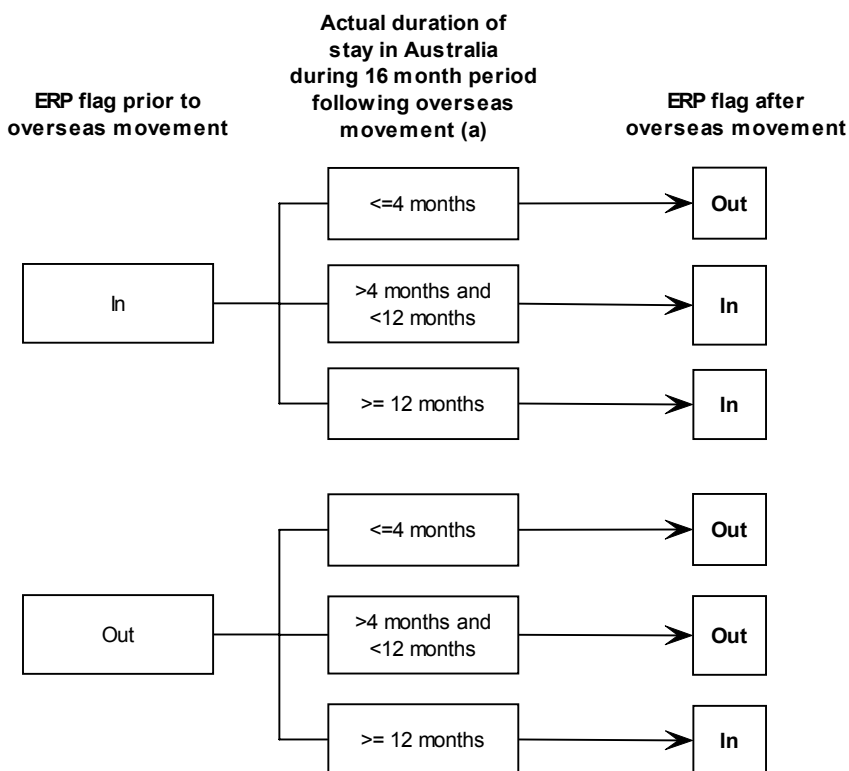 ERP flag prior to
overseas movement
Actual duration of
stay in Australia
during 16 month period
following overseas
movement (a)
ERP flag after
overseas movement
In
<=4 months
Out
>4 months and
<12 months
In
>= 12 months
In
Out
<=4 months
Out
>4 months and
<12 months
Out
>= 12 months
In